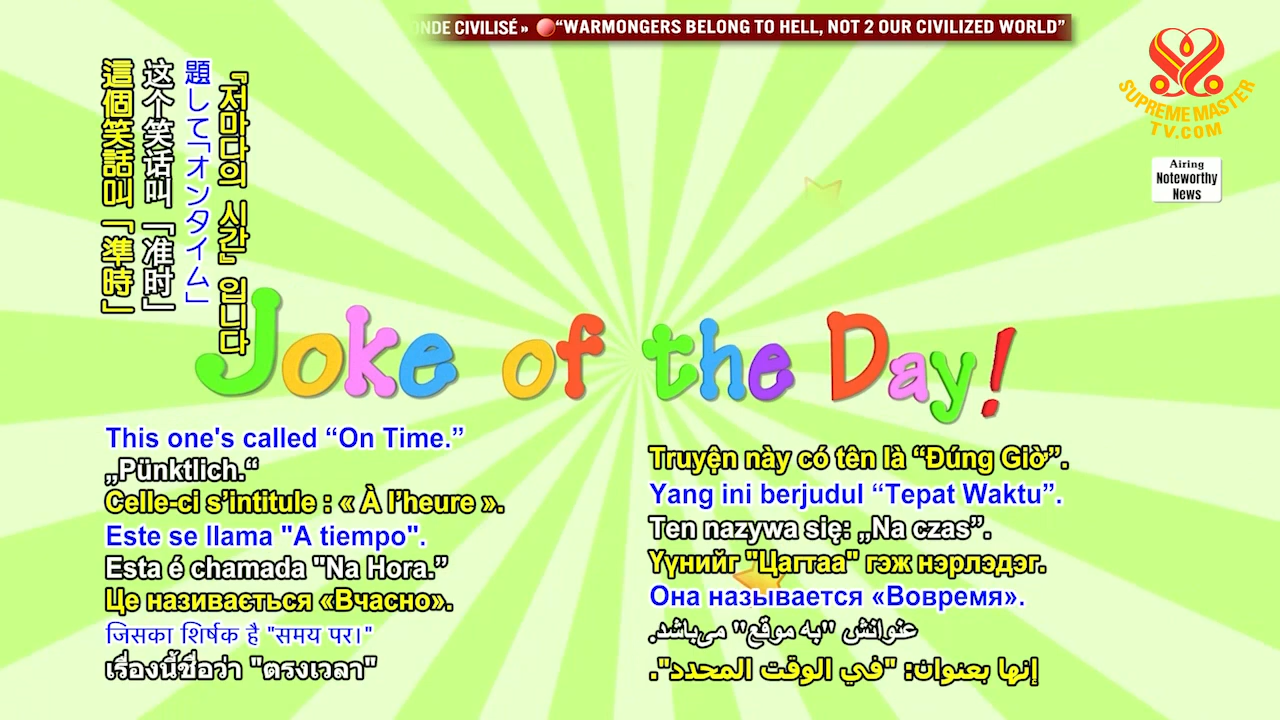 ONDE CIVILISÉ» "WARMONGERS BELONG TO HELL, NOT 2 OUR CIVILIZED WORLD"
SUPREME MASTER
TV.COM
Airing
Noteworthy
News
『저마다의 시간』입니다
題して「オンタイム」
这个笑话叫「准时」
這個笑話叫「準時」
Joke of the Day!
This one's called “On Time.”
„Pünktlich.“
Celle-ci s’intitule : « À l’heure ».
Este se llama "A tiempo".
Esta é chamada "Na Hora.”
Це називається «Вчасно».
जिसका शिर्षक है "समय पर।"
เรื่องนี้ชื่อว่า "ตรงเวลา"
Truyện này có tên là “Đúng Giờ”.
Yang ini berjudul “Tepat Waktu”.
Ten nazywa się: „Na czas”.
Үүнийг "Цагтаа" гэж нэрлэдэг.
Она называется «Вовремя».
عنوانش "به موقع" می‌باشد.
إنها بعنوان: "في الوقت المحدد".